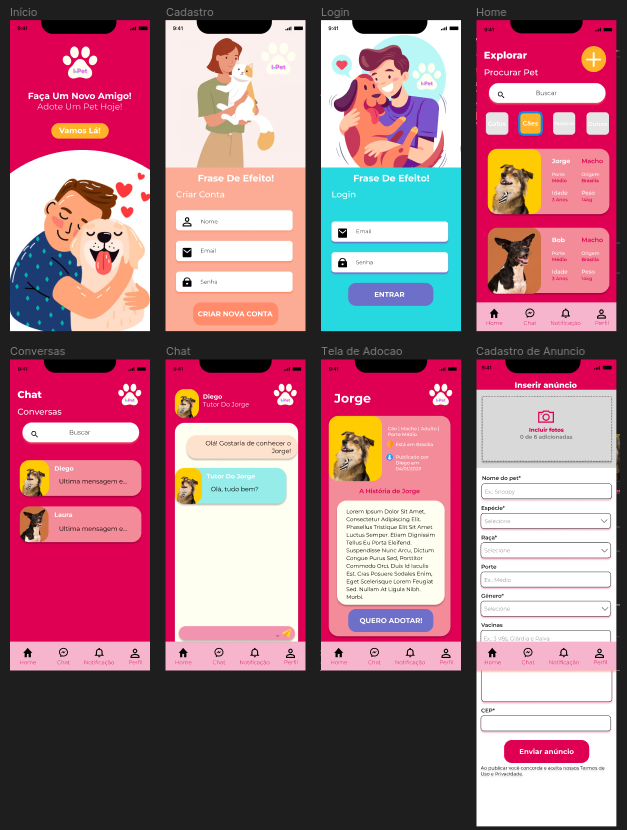 Início
9:41
I-Pet
Faça Um Novo Amigo!
Adote Um Pet Hoje!
Vamos Lá!
Cadastro
9:41
I-Pet
Frase De Efeito!
Criar Conta
Nome
Email
Senha
CRIAR NOVA CONTA
Login
9:41
I-Pet
Frase De Efeito!
Login
Email
Senha
ENTRAR
Home
9:41
Explorar
Procurar Pet
Buscar
Gatos
Cães
Jorge Macho
Porte Origem
Médio Brasília
Idade Peso
3 Anos 14kg
Bob Macho
Porte Origem
Médio Brasília
Idade Peso
3 Anos 14kg
Home Chat Notificação Perfil
Conversas
9:41
I-Pet
Chat
Conversas
Buscar
Diego
Ultima mensagem e...
Laura
Ultima mensagem e...
Home Chat Notificação Perfil
Chat
9:41
Diego
Tutor Do Jorge
I-Pet
Olá! Gostaria de conhecer o
Jorge!
Tutor Do Jorge
Olá, tudo bem?
Home Chat Notificação Perfil
Tela de Adocao
9:41
Jorge
I-Pet
Cão | Macho | Adulto |
Porte Médio
Está em Brasília
Publicado por
Diego em
04/01/2022
A História de Jorge
Lorem Ipsum Dolor Sit Amet,
Consectetur Adipiscing Elit.
Phasellus Tristique Elit Sit Amet
Luctus Semper. Etiam Dignissim
Tellus Eu Porta Eleifend.
Suspendisse Nunc Arcu, Dictum
Congue Purus Sed, Porttitor
Commodo Orci. Duis Id Iaculis
Est. Cras Posuere Sodales Enim,
Eget Scelerisque Lorem Feugiat
Sed. Nullam At Ligula Nibh.
Morbi.
QUERO ADOTAR!
Home Chat Notificação Perfil
Cadastro de Anuncio
9:41
Inserir anúncio
Incluir fotos
0 de 6 adicionadas
Nome do pet*
Ex.: Snoopy
Espécie*
Selecione
Raça*
Selecione
Porte
Ex.: Médio
Gênero*
Selecione
Vacinas
Ex.: 3 V8s, Giárdia e Raiva
Home Chat Notificação Perfil
CEP*
Enviar anúncio
Ao publicar você concorda e aceita nossos Termos de
Uso e Privacidade.